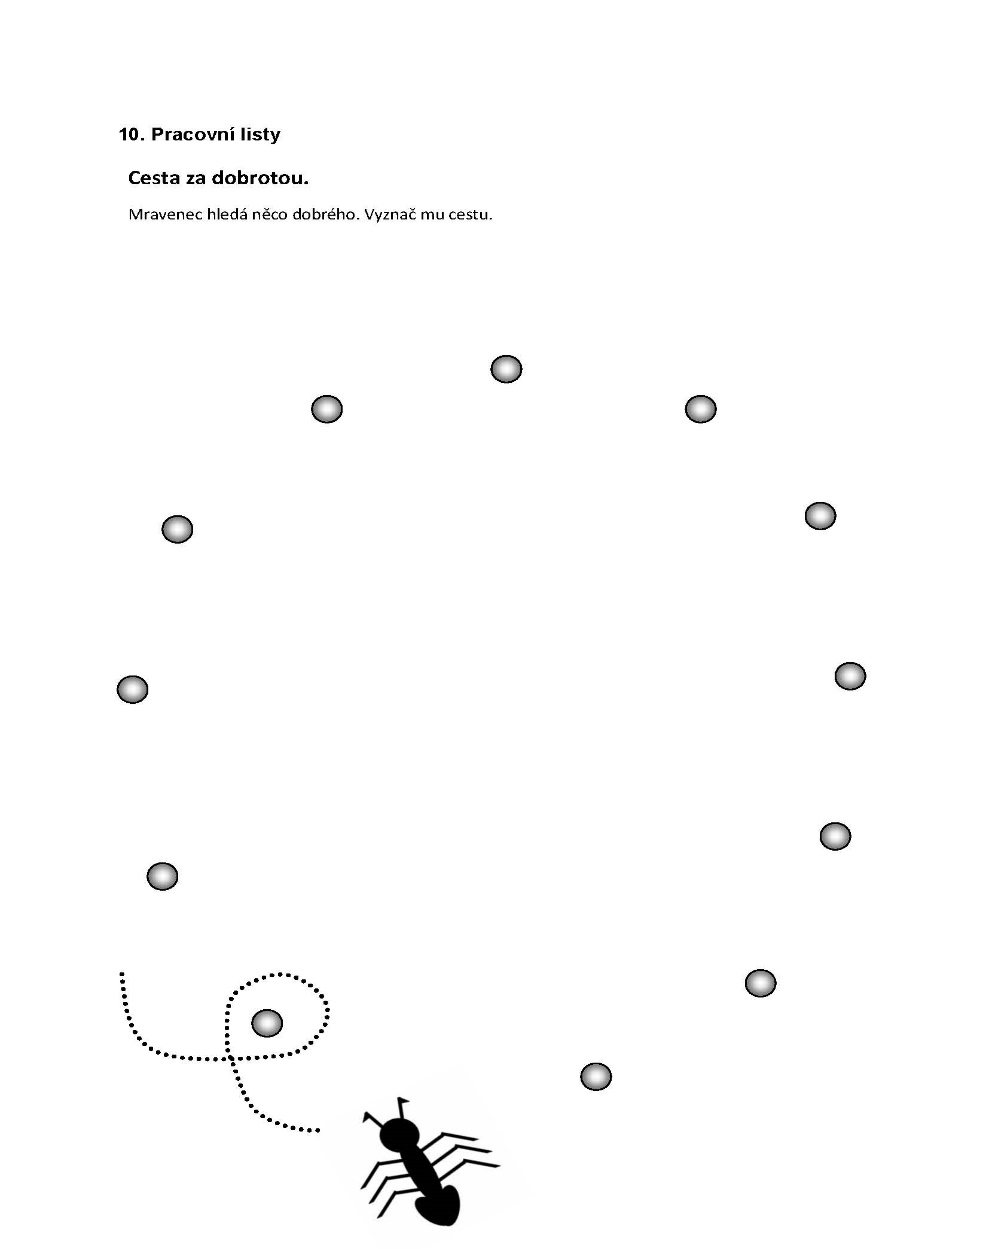 10. Pracovní listy
Cesta za dobrotou.
Mravenec hledá něco dobrého. Vyznač mu cestu.